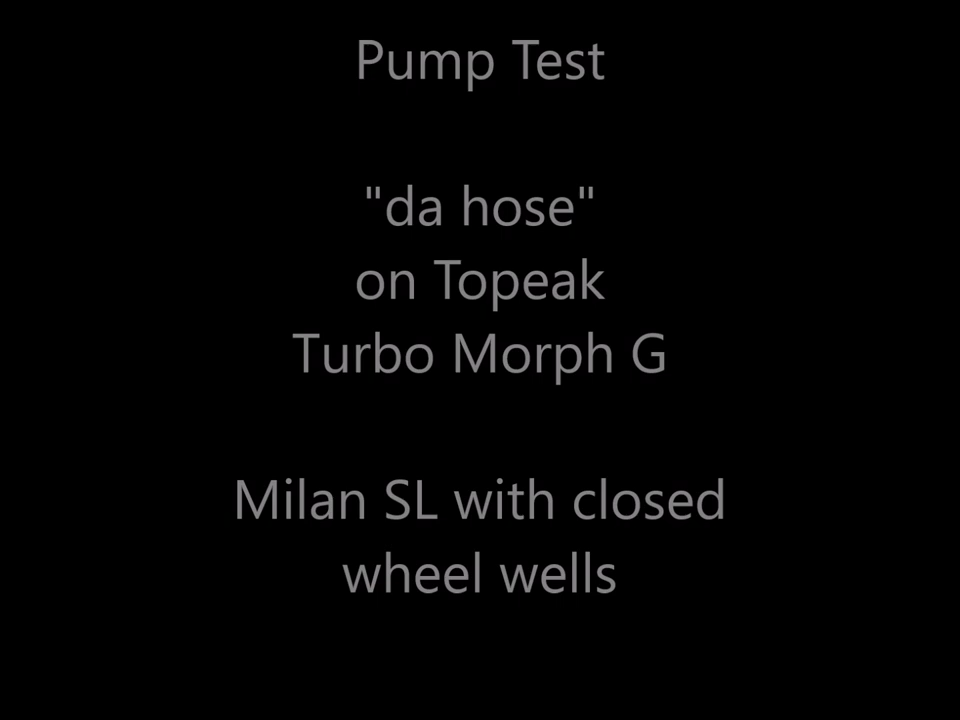 Pump Test
"da hose"
on Topeak
Turbo Morph G
Milan SL with closed
wheel wells